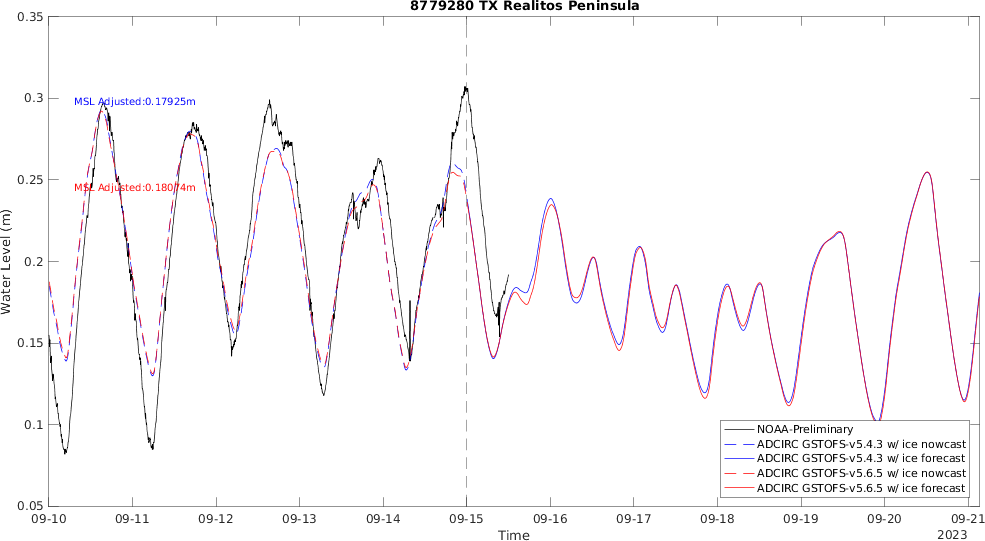 8779280 TX Realitos Peninsula
0.35
0.3
0.25
0.2
0.15
0.1
0.05
Water Level (m)
MSL Adjusted:0.17925m
MSL Adjusted:0.18074m
NOAA-Preliminary
ADCIRC GSTOFS-v5.4.3 w/ ice nowcast
ADCIRC GSTOFS-v5.4.3 w/ ice forecast
ADCIRC GSTOFS-v5.6.5 w/ ice nowcast
ADCIRC GSTOFS-v5.6.5 w/ ice forecast
09-10 09-11 09-12 09-13 09-14 09-15 09-16 09-17 09-18 09-19 09-20 09-21
Time
2023